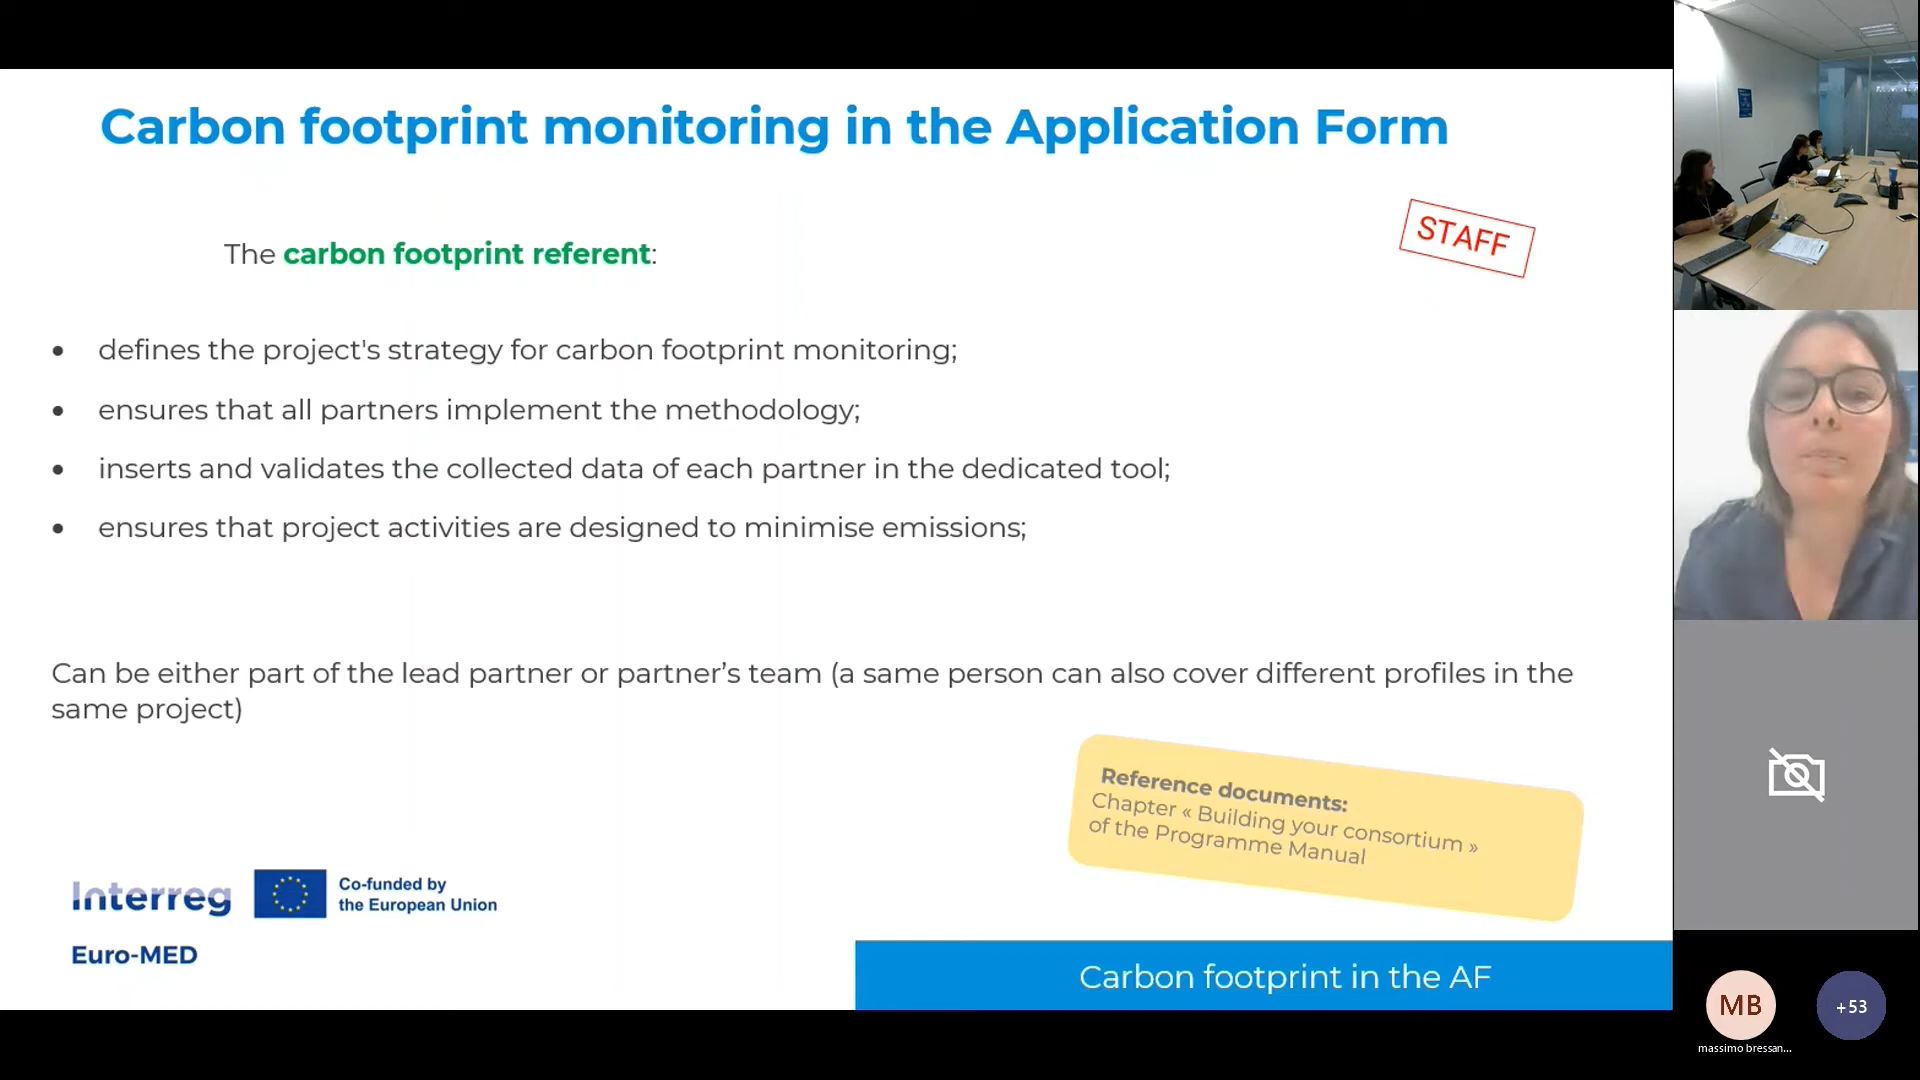 Carbon footprint monitoring in the Application Form
STAFF
The carbon footprint referent:
• defines the project's strategy for carbon footprint monitoring;
• ensures that all partners implement the methodology;
• inserts and validates the collected data of each partner in the dedicated tool;
• ensures that project activities are designed to minimise emissions;
Can be either part of the lead partner or partner’s team (a same person can also cover different profiles in the
same project)
Reference documents:
Chapter « Building your consortium »
of the Programme Manual
Interreg
Co-funded by
the European Union
Euro-MED
Carbon footprint in the AF
MB
+53
massimo bressan...